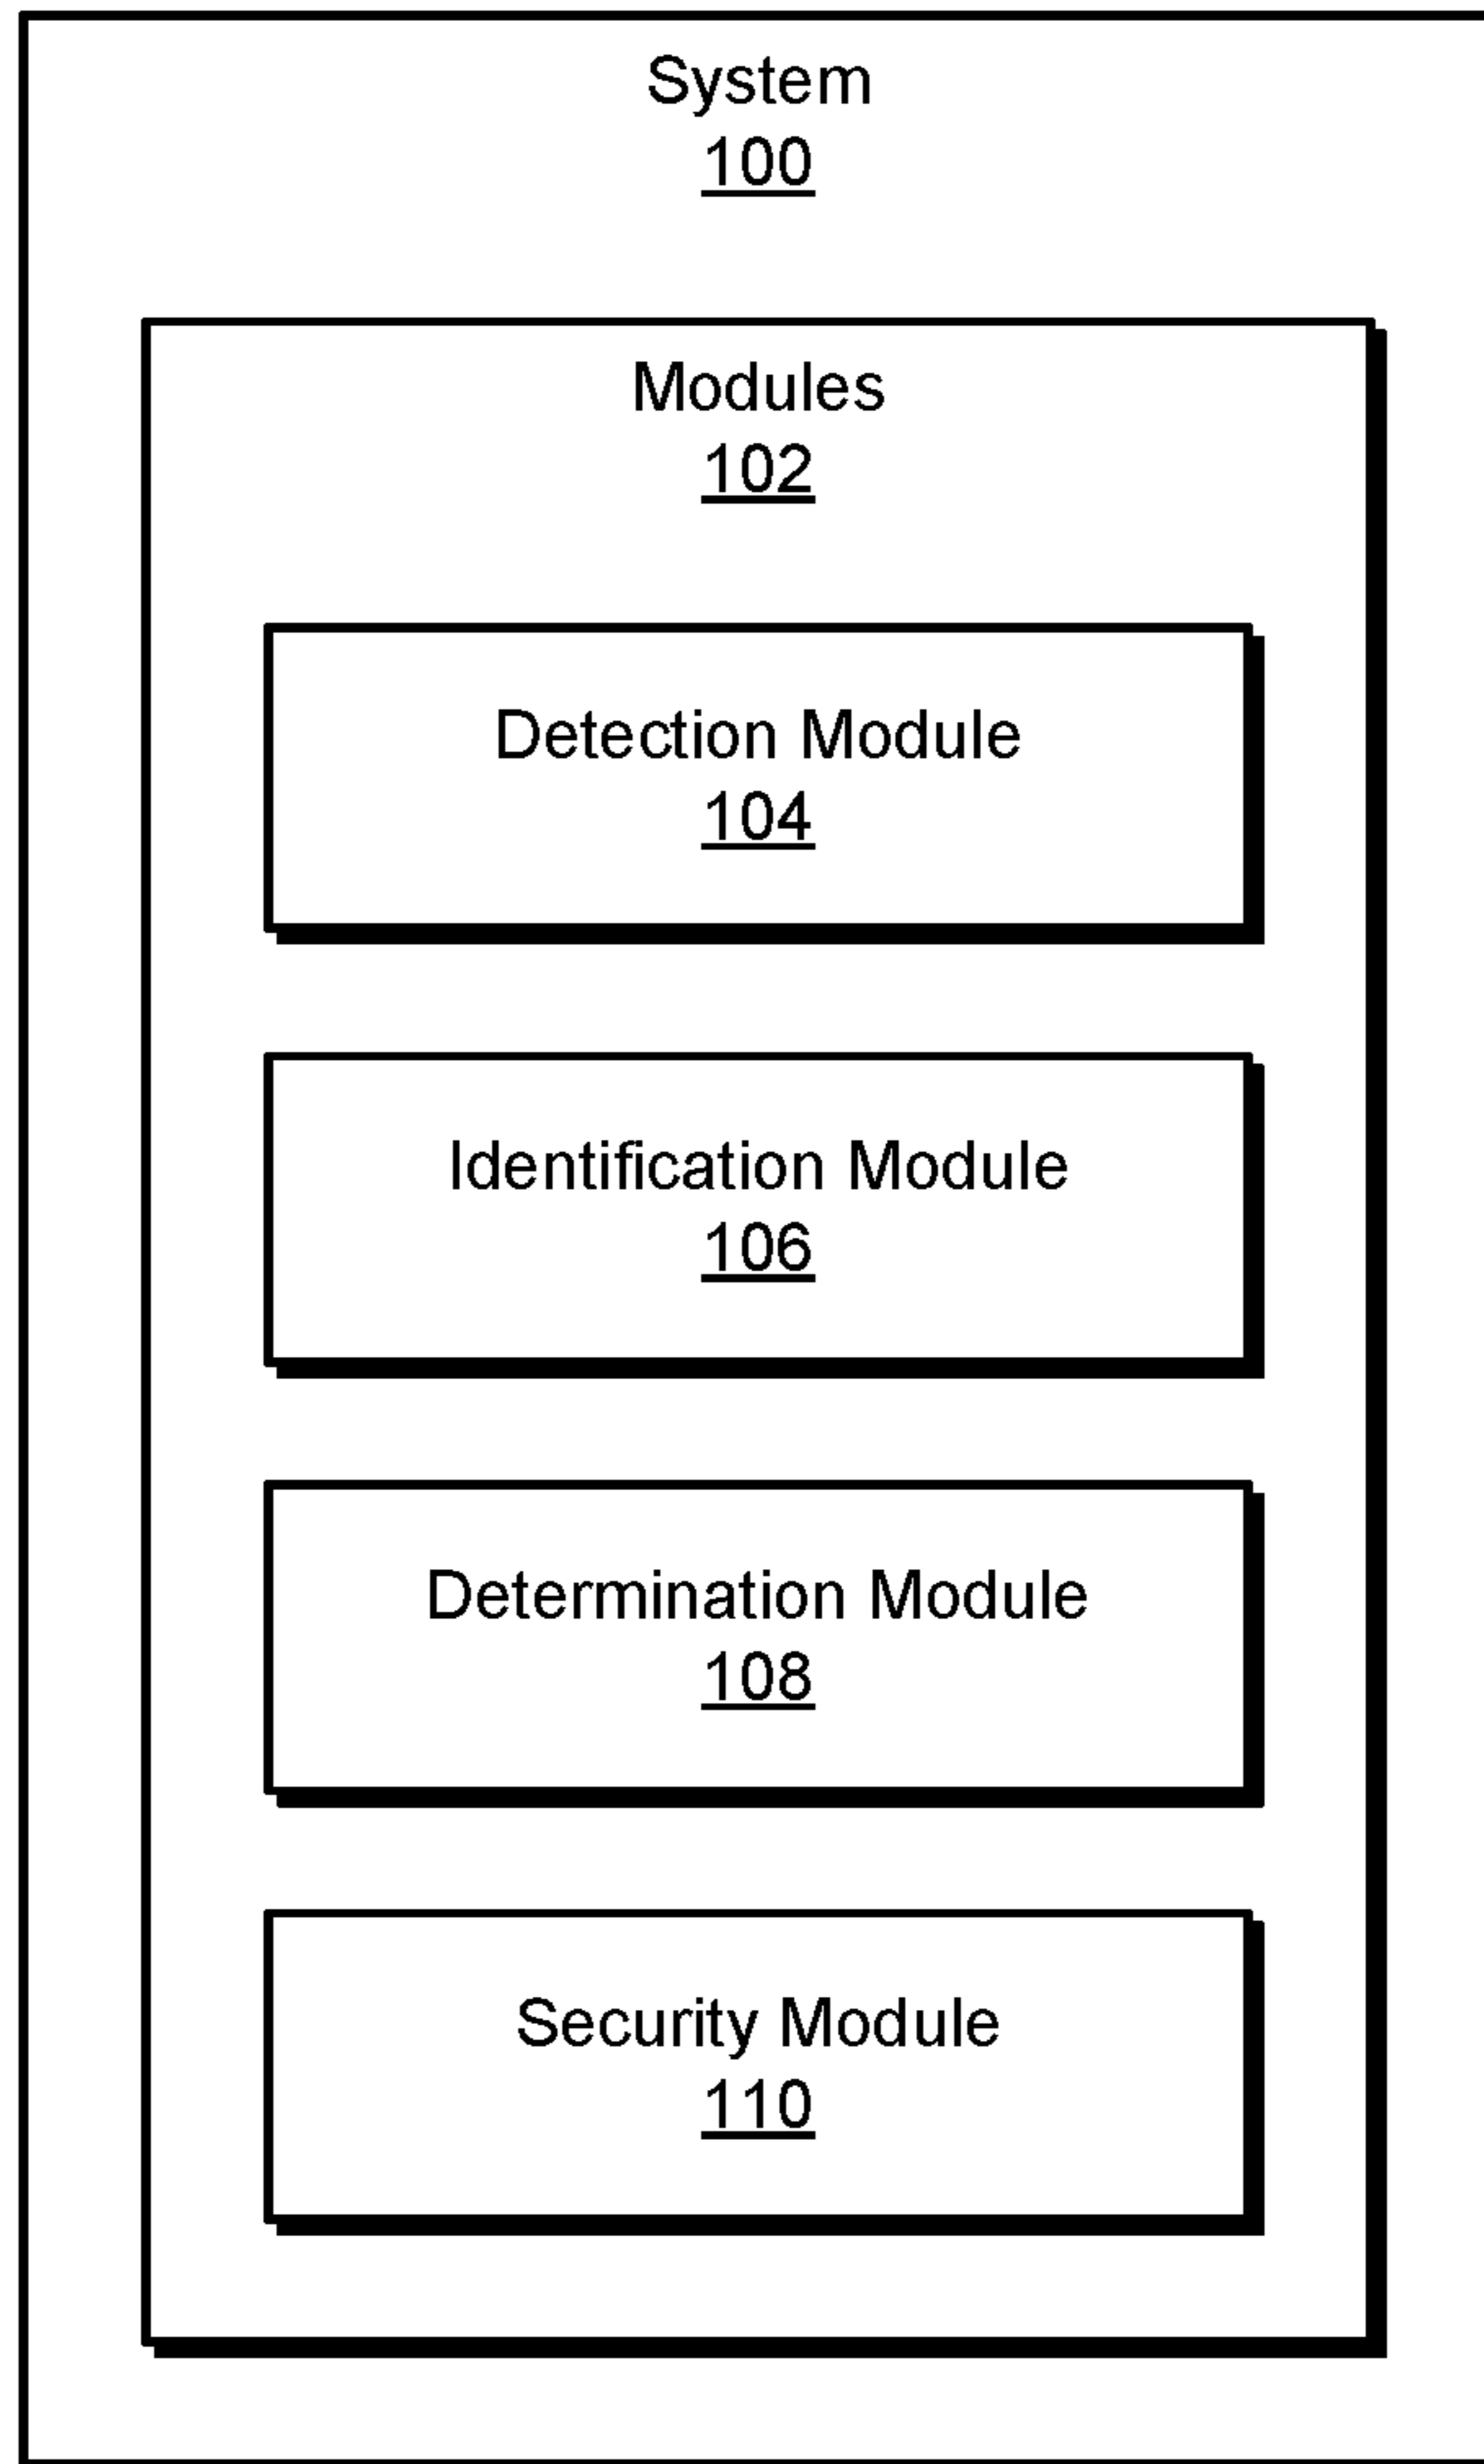 System
100
Modules
102
Detection Module
104
Identification Module
106
Determination Module
108
Security Module
110